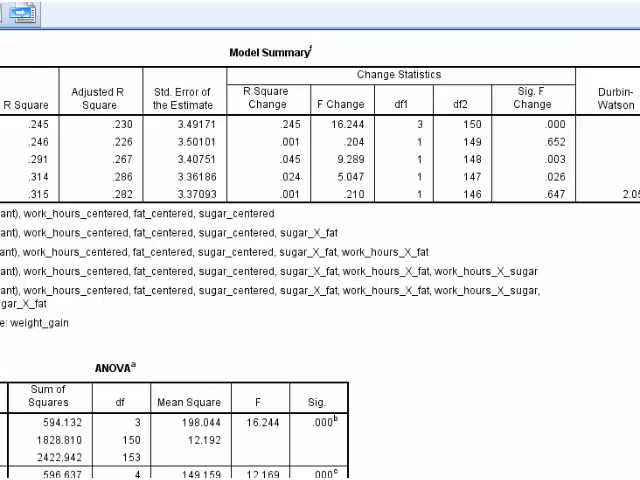 Model Summary f
Change Statistics
R Square Adjusted R Square Std. Error of the Estimate R Square Change F Change df1 df2 Sig. F Change Durbin-Watson
.245 .230 3.49171 .245 16.244 3 150 .000
.246 .226 3.50101 .001 .204 1 149 .652
.291 .267 3.40751 .045 9.289 1 148 .003
.314 .286 3.36186 .024 5.047 1 147 .026
.315 .282 3.37093 .001 .210 1 146 .647 2.05
ant), work_hours_centered, fat_centered, sugar_centered
ant), work_hours_centered, fat_centered, sugar_centered, sugar_X_fat
ant), work_hours_centered, fat_centered, sugar_centered, sugar_X_fat, work_hours_X_fat
ant), work_hours_centered, fat_centered, sugar_centered, sugar_X_fat, work_hours_X_fat, work_hours_X_sugar
ant), work_hours_centered, fat_centered, sugar_centered, sugar_X_fat, work_hours_X_fat, work_hours_X_sugar,
gar_X_fat
e: weight_gain
ANOVA a
Sum of Squares df Mean Square F Sig.
594.132 3 198.044 16.244 .000 b
1828.810 150 12.192
2422.942 153
596.637 4 149.159 12.169 .000 c